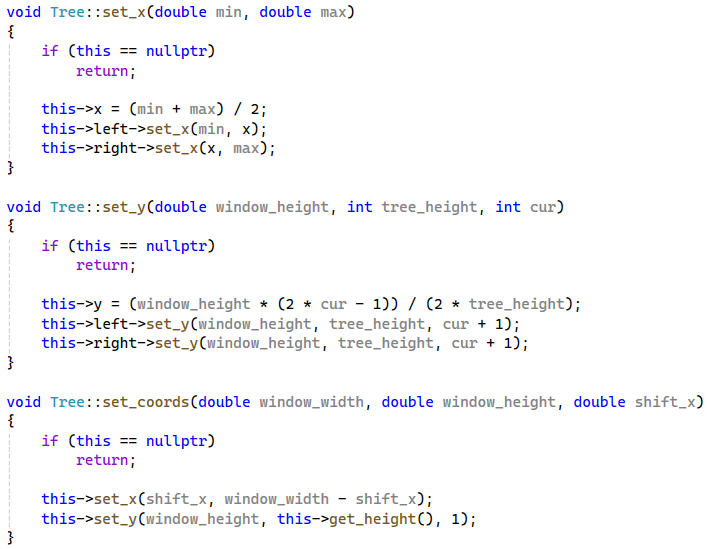 void Tree::set_x(double min, double max)
{
    if (this == nullptr)
        return;

    this->x = (min + max) / 2;
    this->left->set_x(min, x);
    this->right->set_x(x, max);
}

void Tree::set_y(double window_height, int tree_height, int cur)
{
    if (this == nullptr)
        return;

    this->y = (window_height * (2 * cur - 1)) / (2 * tree_height);
    this->left->set_y(window_height, tree_height, cur + 1);
    this->right->set_y(window_height, tree_height, cur + 1);
}

void Tree::set_coords(double window_width, double window_height, double shift_x)
{
    if (this == nullptr)
        return;

    this->set_x(shift_x, window_width - shift_x);
    this->set_y(window_height, this->get_height(), 1);
}